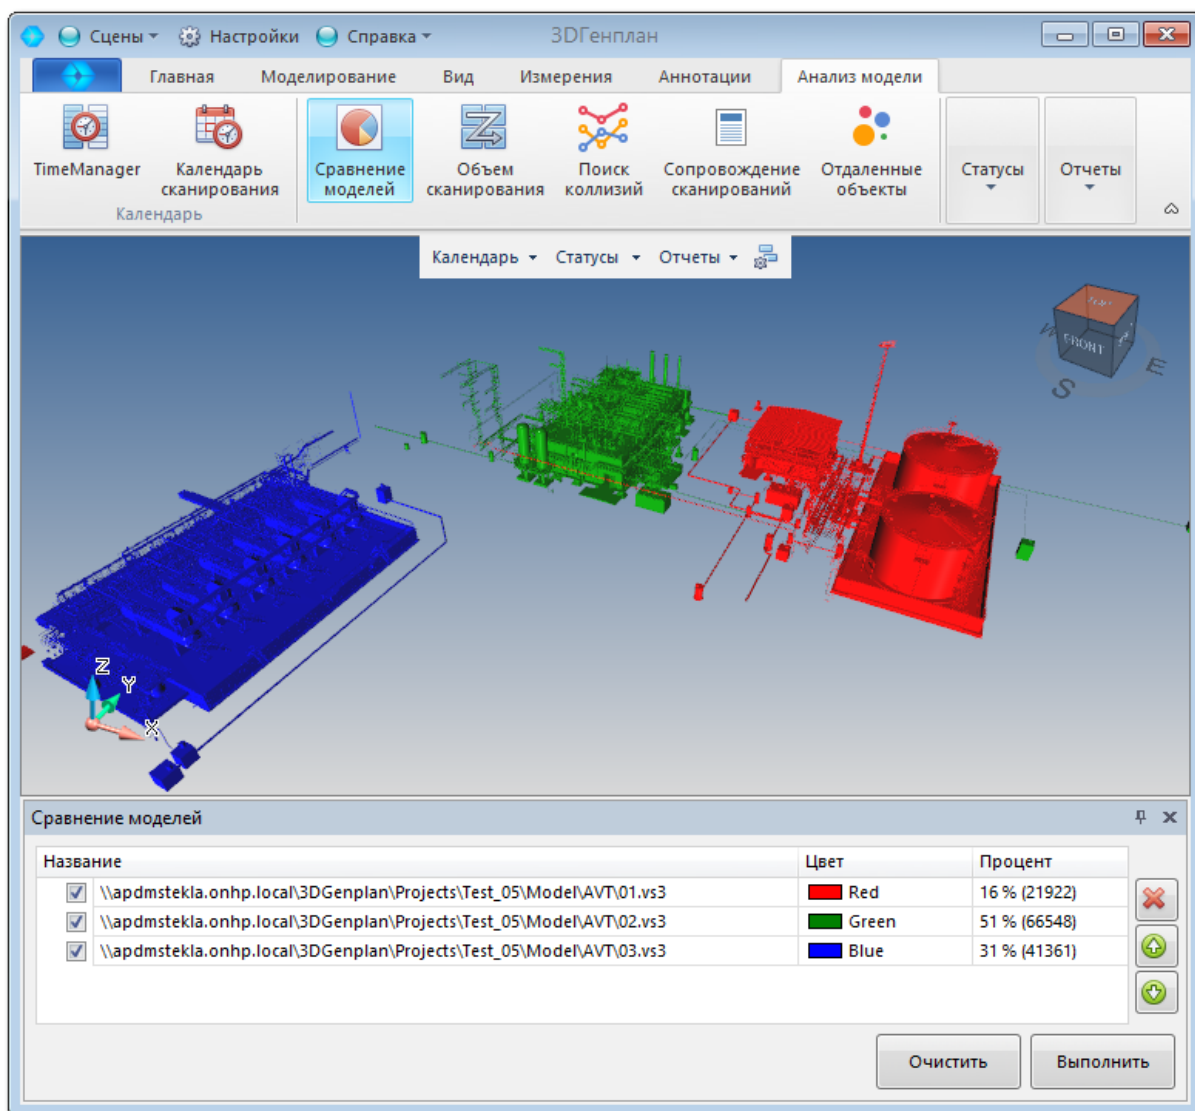 Сцены Настройки Справка 3DГенплан
Главная Моделирование Вид Измерения Аннотации Анализ модели
TimeManager Календарь сканирования Сравнение моделей Объем сканирования Поиск коллизий Сопровождение сканирований Отдаленные объекты Статусы Отчеты
Календарь
Календарь Статусы Отчеты
TOP
W
FRONT
E
S
Z
Y
X
Сравнение моделей
Название Цвет Процент
\\apdmstekla.onhp.local\3DGenplan\Projects\Test_05\Model\AVT\01.vs3 Red 16 % (21922)
\\apdmstekla.onhp.local\3DGenplan\Projects\Test_05\Model\AVT\02.vs3 Green 51 % (66548)
\\apdmstekla.onhp.local\3DGenplan\Projects\Test_05\Model\AVT\03.vs3 Blue 31 % (41361)
Очистить Выполнить